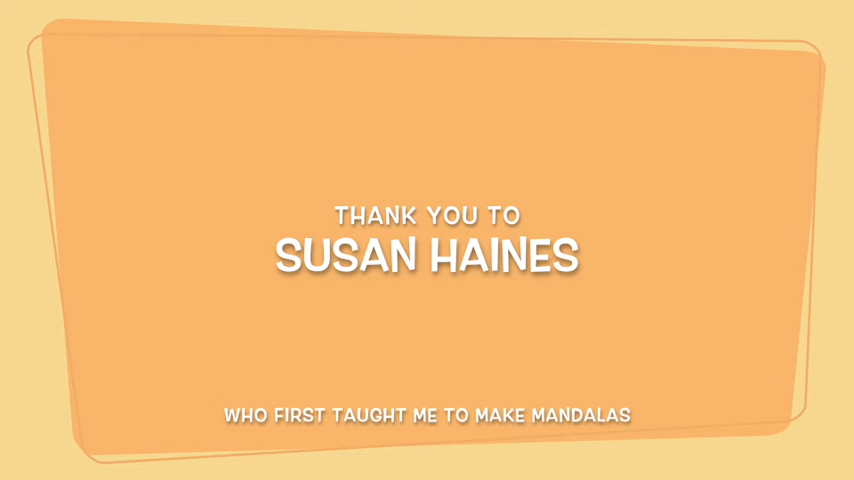 THANK YOU TO
SUSAN HAINES
WHO FIRST TAUGHT ME TO MAKE MANDALAS